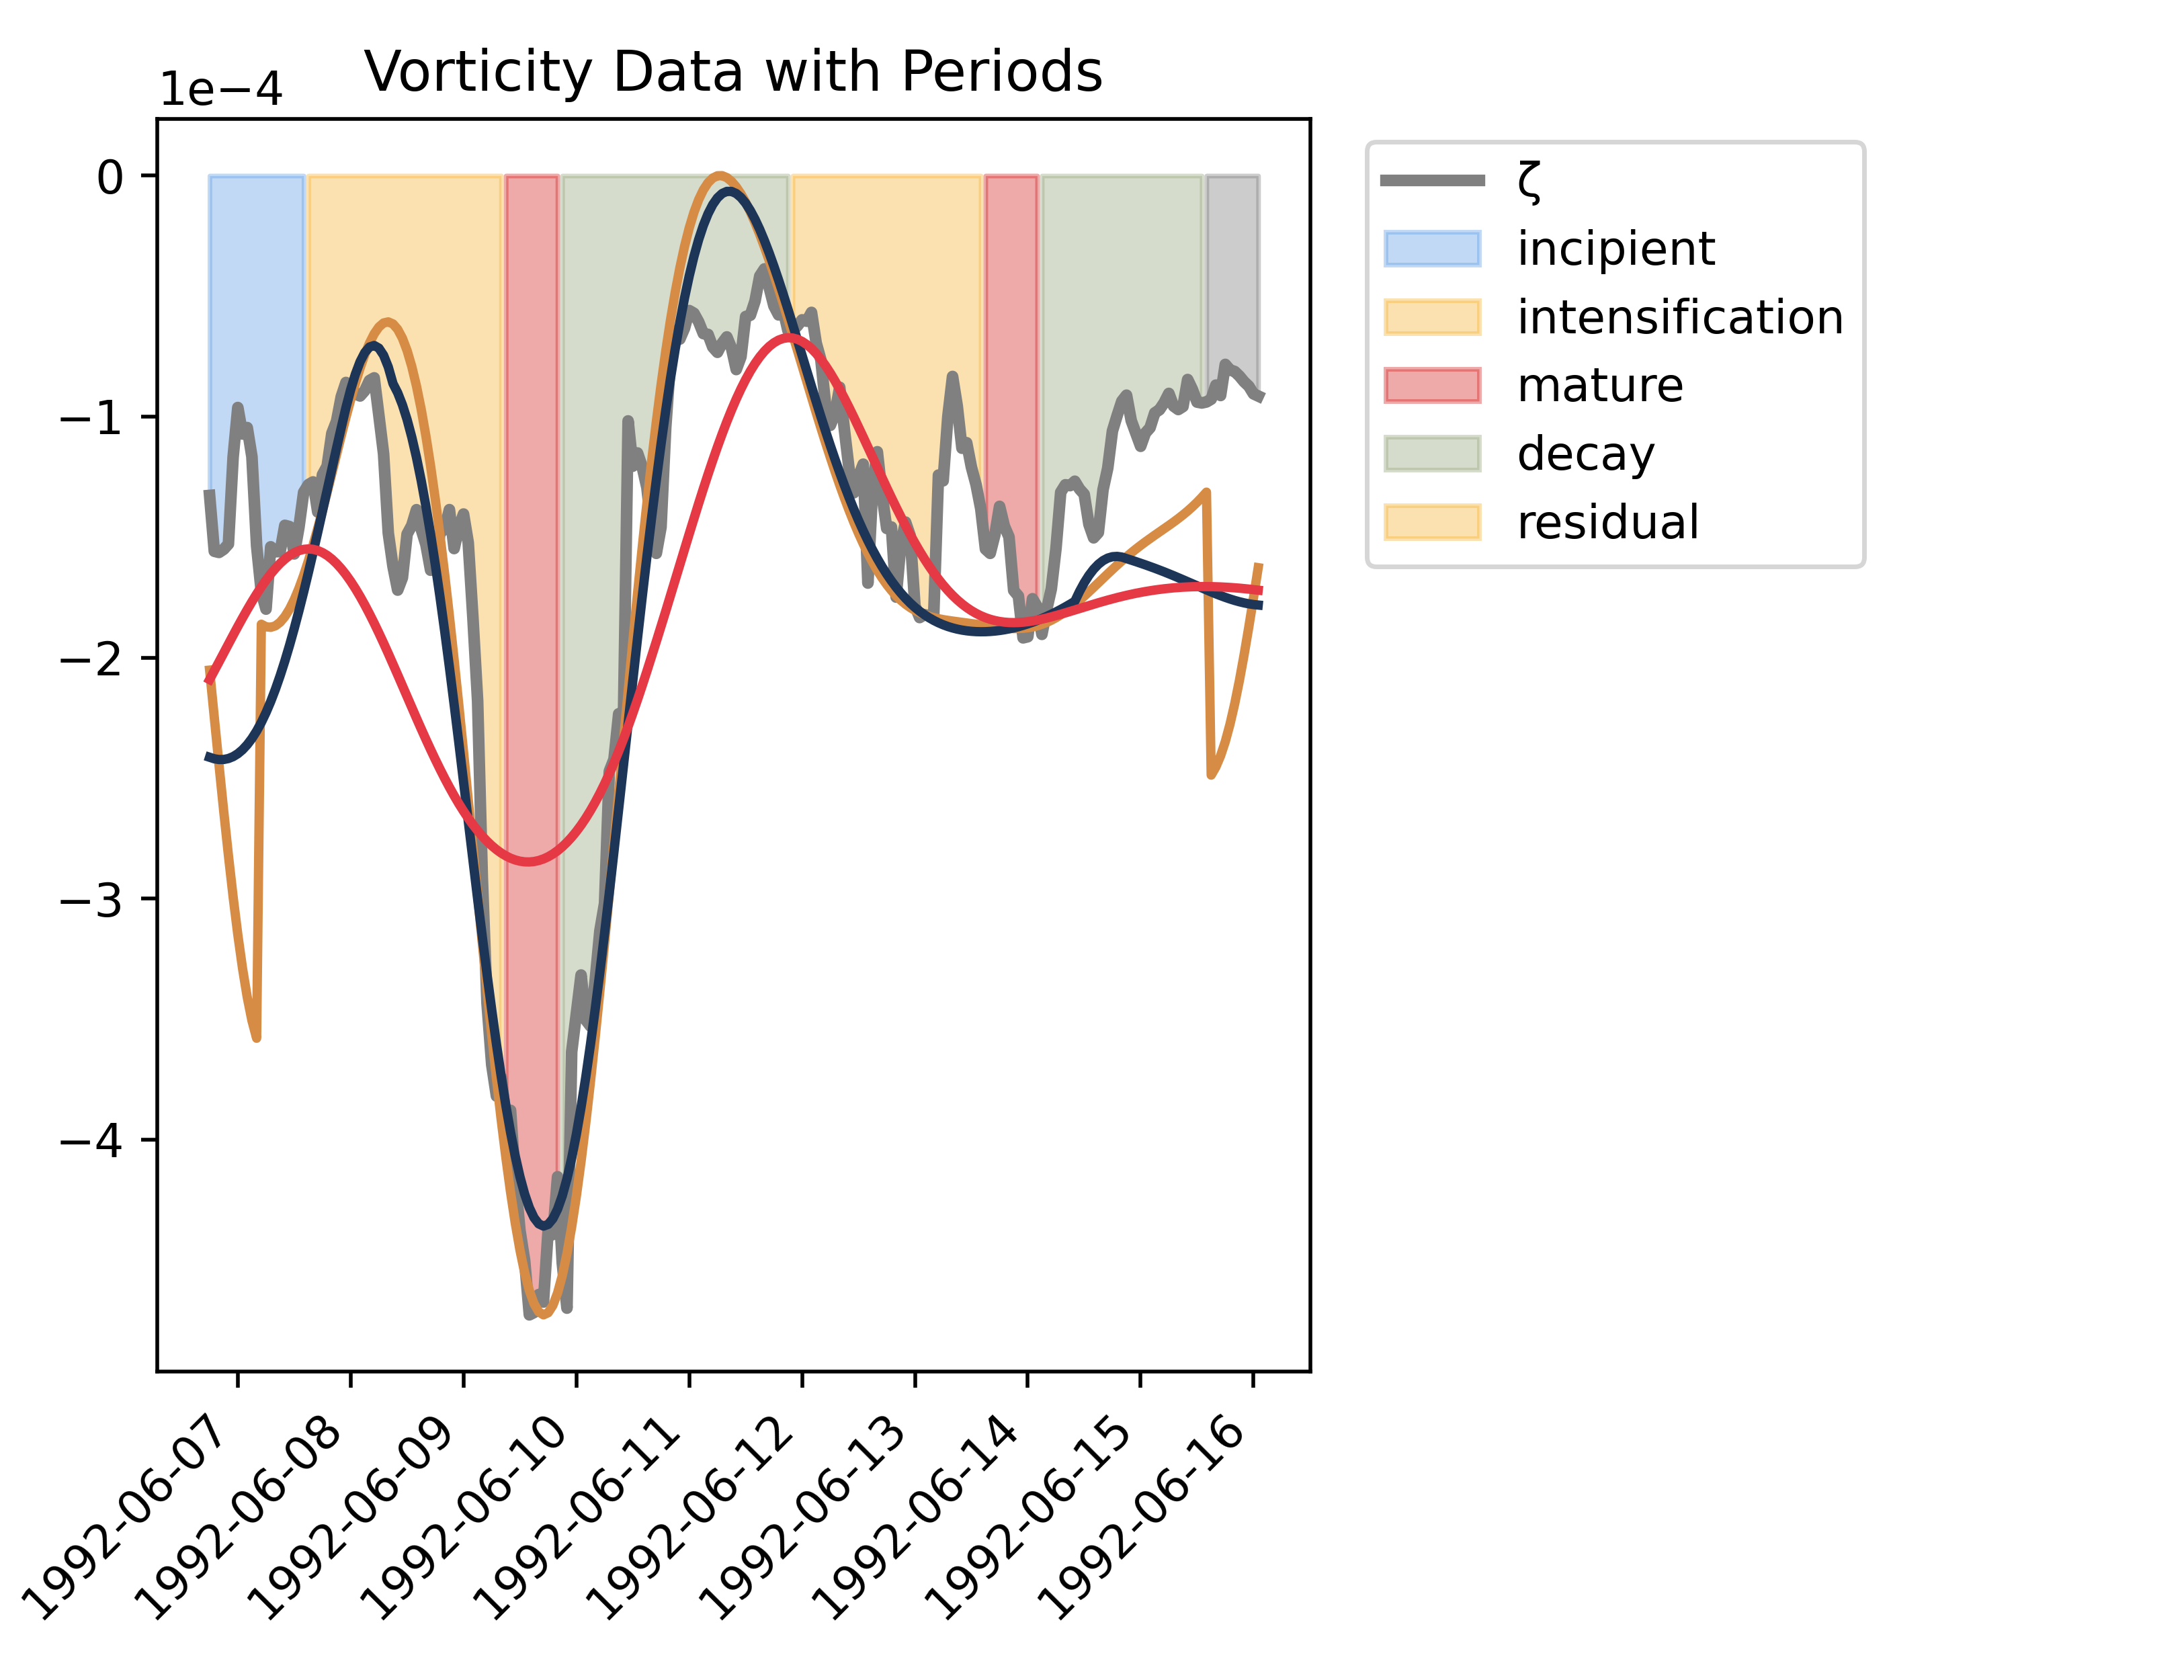 Vorticity Data with Periods
1e−4
0
−1
−2
−3
−4
1992-06-07
1992-06-08
1992-06-09
1992-06-10
1992-06-11
1992-06-12
1992-06-13
1992-06-14
1992-06-15
1992-06-16
ζ
incipient
intensification
mature
decay
residual